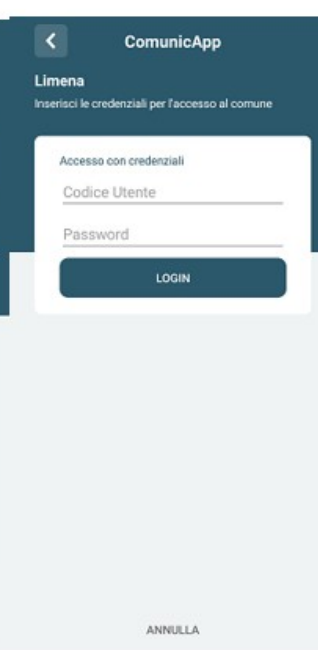 ComunicApp
Limena
Inserisci le credenziali per l'accesso al comune
Accesso con credenziali
Codice Utente
Password
LOGIN
ANNULLA